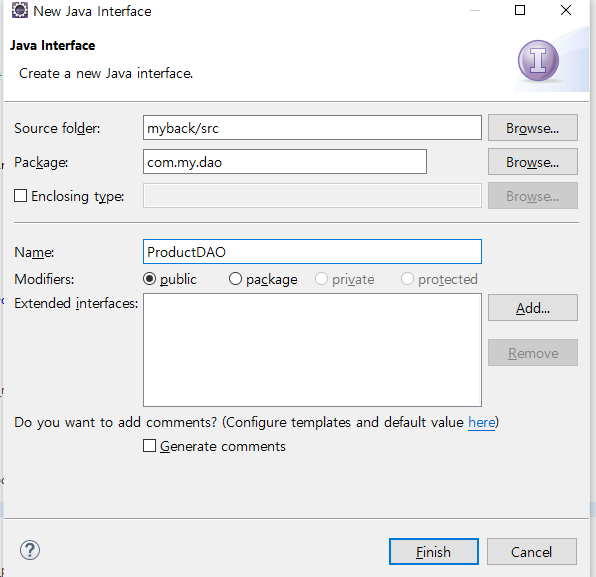 New Java Interface
Java Interface
Create a new Java interface.
Source folder: myback/src Browse...
Package: com.my.dao Browse...
Enclosing type: Browse...
Name: ProductDAO
Modifiers: public package private protected
Extended interfaces: Add...
Remove
Do you want to add comments? (Configure templates and default value here)
Generate comments
? Finish Cancel